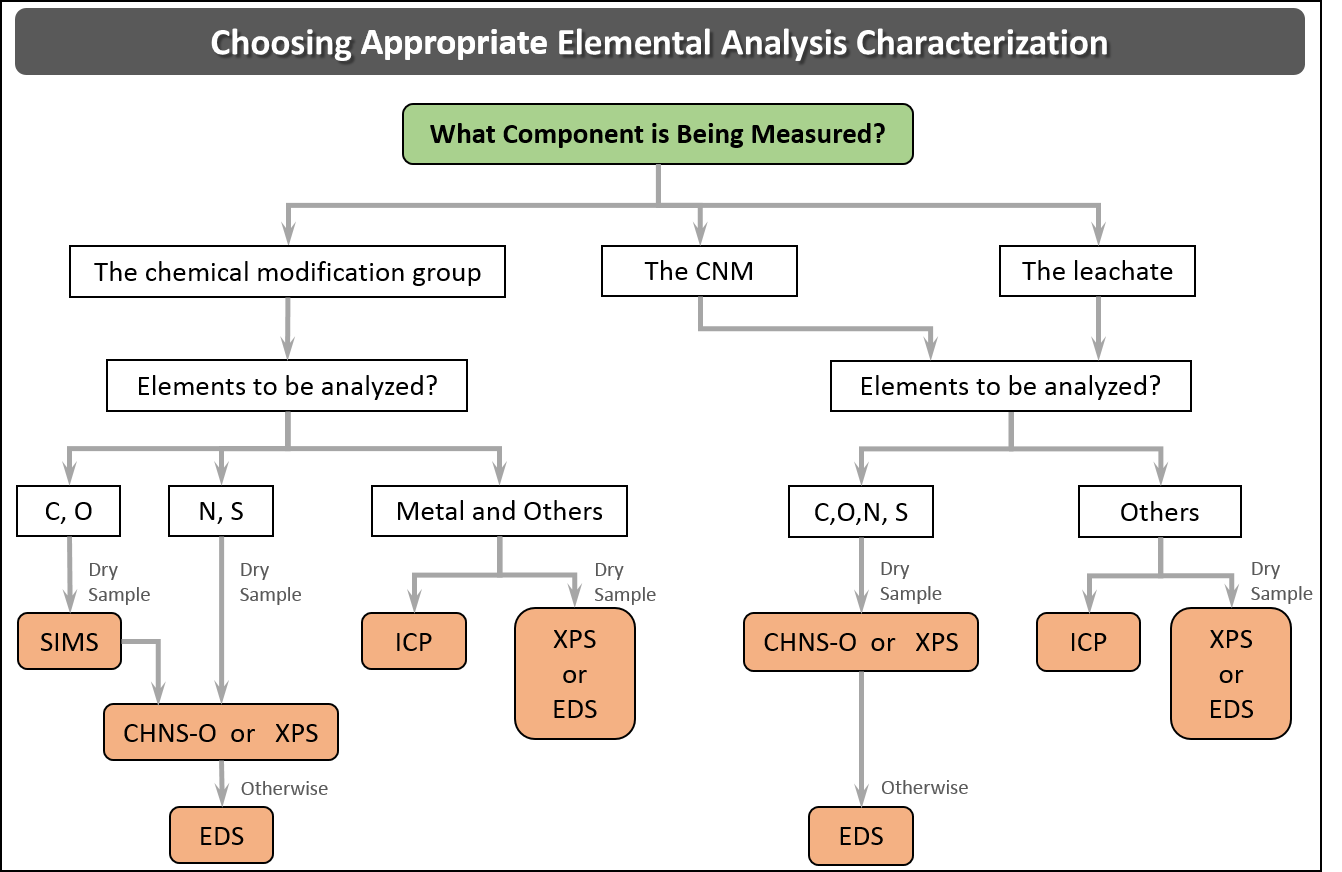 Choosing Appropriate Elemental Analysis Characterization
What Component is Being Measured?
The chemical modification group
The CNM
The leachate
Elements to be analyzed?
Elements to be analyzed?
C, O
N, S
Metal and Others
C,O,N, S
Others
Dry
Sample
Dry
Sample
Dry
Sample
Dry
Sample
Dry
Sample
SIMS
ICP
XPS
or
EDS
CHNS-O or XPS
ICP
XPS
or
EDS
CHNS-O or XPS
Otherwise
Otherwise
EDS
EDS